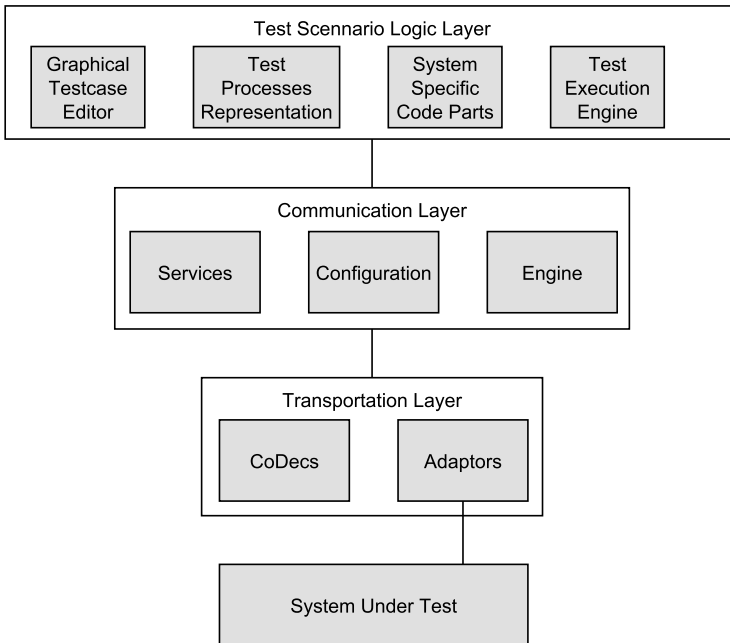 Test Scennario Logic Layer
Graphical
Testcase
Editor
Test
Processes
Representation
System
Specific
Code Parts
Test
Execution
Engine
Communication Layer
Services
Configuration
Engine
Transportation Layer
CoDecs
Adaptors
System Under Test